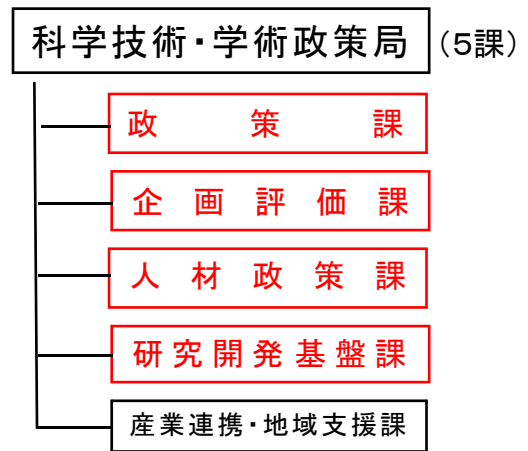 科学技術・学術政策局 (5課)
政策課
企画評価課
人材政策課
研究開発基盤課
産業連携・地域支援課